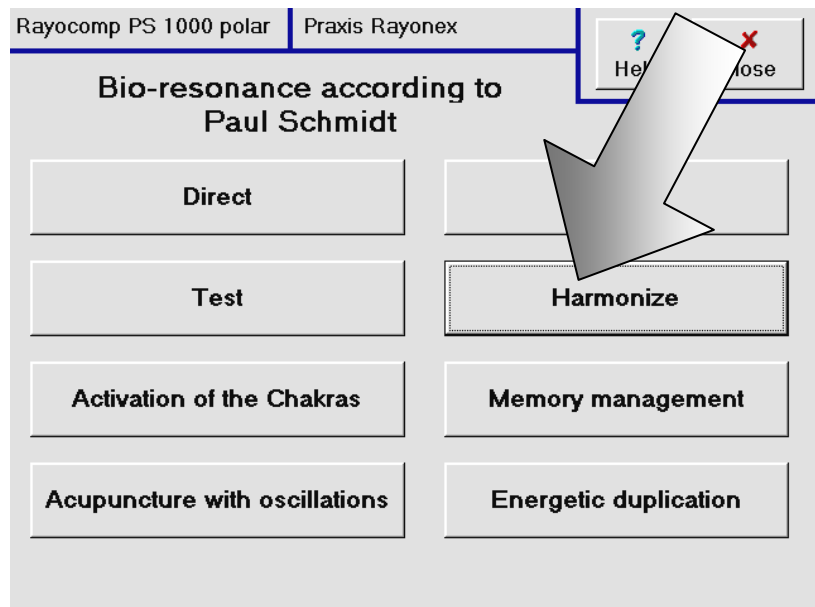 Rayocomp PS 1000 polar
Praxis Rayonex
?
Bio-resonance according to
Paul Schmidt
Direct
Test
Harmonize
Activation of the Chakras
Memory management
Acupuncture with oscillations
Energetic duplication